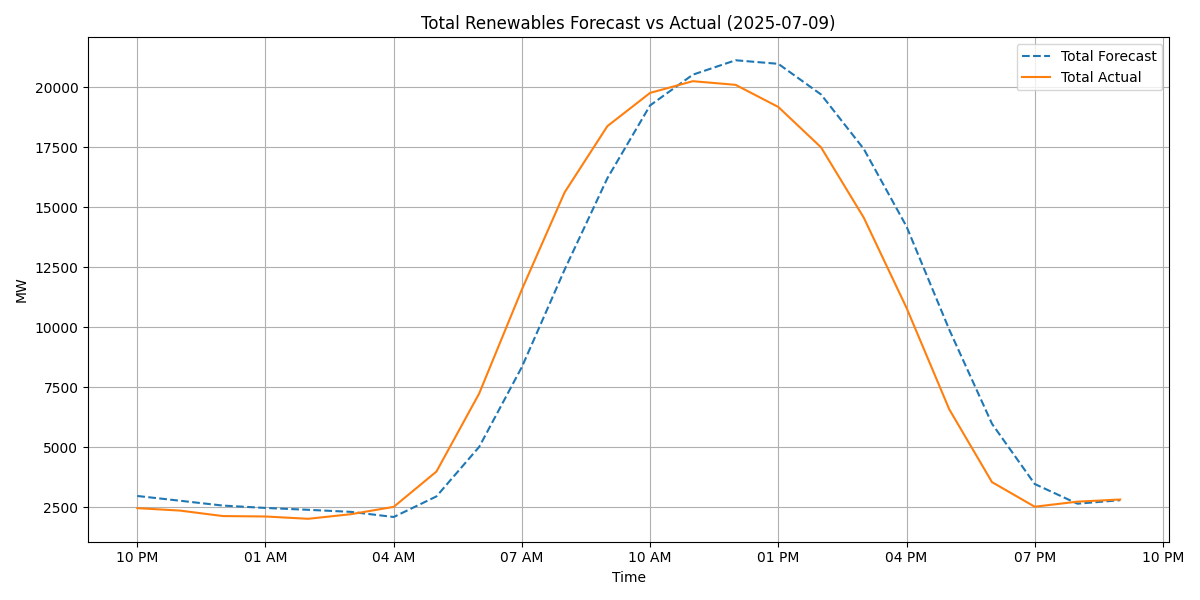 Total Renewables Forecast vs Actual (2025-07-09)
Total Forecast
Total Actual
MW
20000
17500
15000
12500
10000
7500
5000
2500
10 PM
01 AM
04 AM
07 AM
10 AM
01 PM
04 PM
07 PM
10 PM
Time